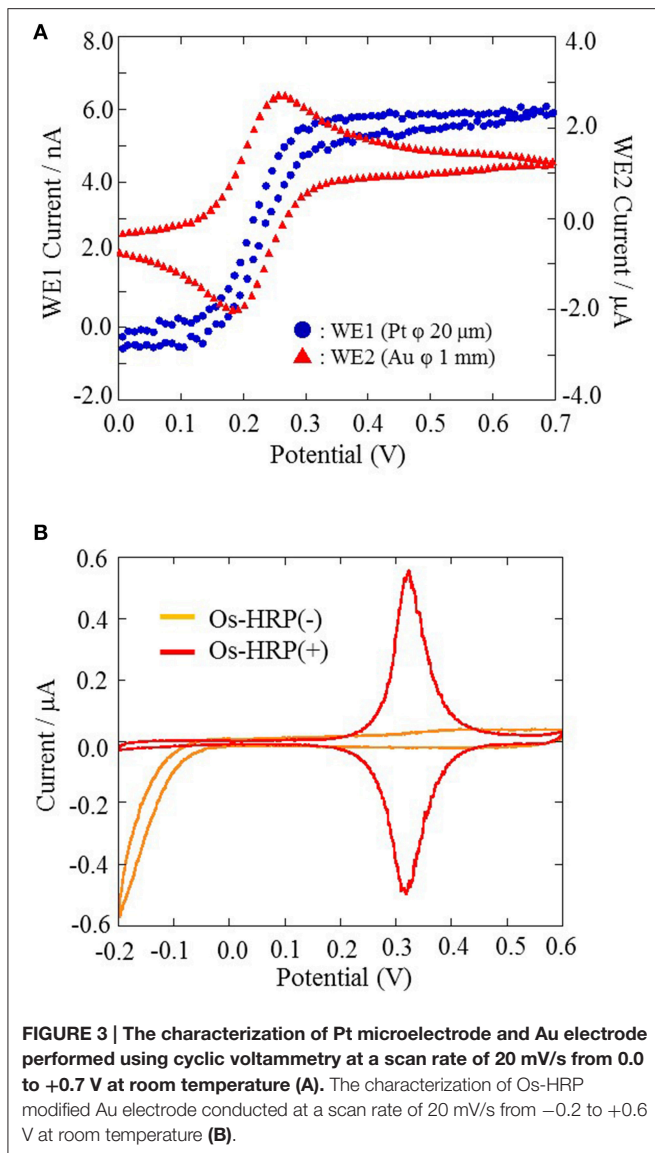 A
8.0
6.0
4.0
2.0
0.0
-2.0
WE1 Current / nA
4.0
2.0
0.0
-2.0
-4.0
WE2 Current / μA
: WE1 (Pt φ 20 μm)
: WE2 (Au φ 1 mm)
0.0 0.1 0.2 0.3 0.4 0.5 0.6 0.7
Potential (V)
B
0.6
0.4
0.2
0.0
-0.2
-0.4
-0.6
Current / μA
Os-HRP(-)
Os-HRP(+)
-0.2 -0.1 0.0 0.1 0.2 0.3 0.4 0.5 0.6
Potential (V)
FIGURE 3 | The characterization of Pt microelectrode and Au electrode
performed using cyclic voltammetry at a scan rate of 20 mV/s from 0.0
to +0.7 V at room temperature (A). The characterization of Os-HRP
modified Au electrode conducted at a scan rate of 20 mV/s from −0.2 to +0.6
V at room temperature (B).